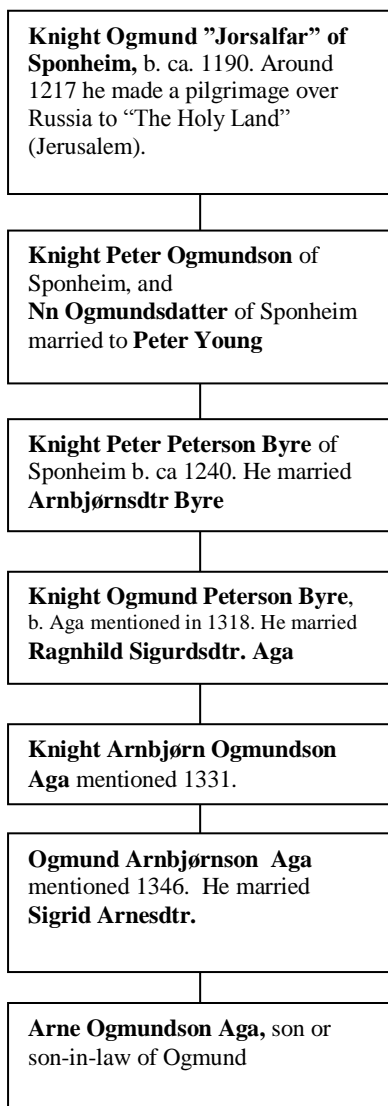 Knight Ogmund ”Jorsalfar” of
Sponheim, b. ca. 1190. Around
1217 he made a pilgrimage over
Russia to “The Holy Land”
(Jerusalem).
Knight Peter Ogmundson of
Sponheim, and
Nn Ogmundsdatter of Sponheim
married to Peter Young
Knight Peter Peterson Byre of
Sponheim b. ca 1240. He married
Arnbjørnsdtr Byre
Knight Ogmund Peterson Byre,
b. Aga mentioned in 1318. He married
Ragnhild Sigurdsdtr. Aga
Knight Arnbjørn Ogmundson
Aga mentioned 1331.
Ogmund Arnbjørnson Aga
mentioned 1346. He married
Sigrid Arnesdtr.
Arne Ogmundson Aga, son or
son-in-law of Ogmund